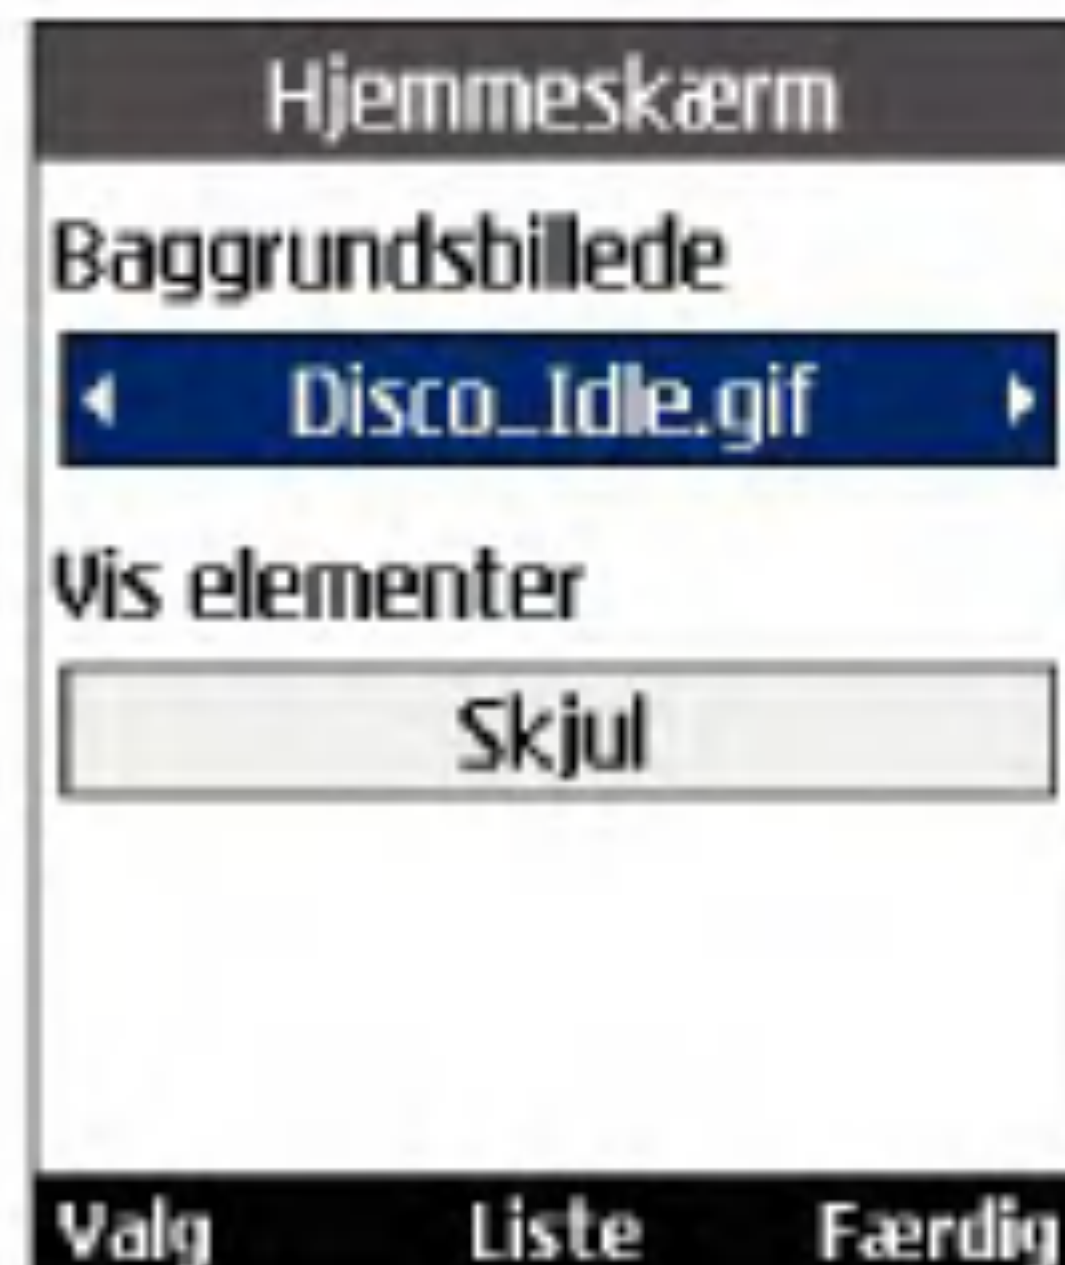 Hjemmeskærm
Baggrundsbillede
Disco_Idle.gif
Vis elementer
Skjul
Valg Liste Færdig